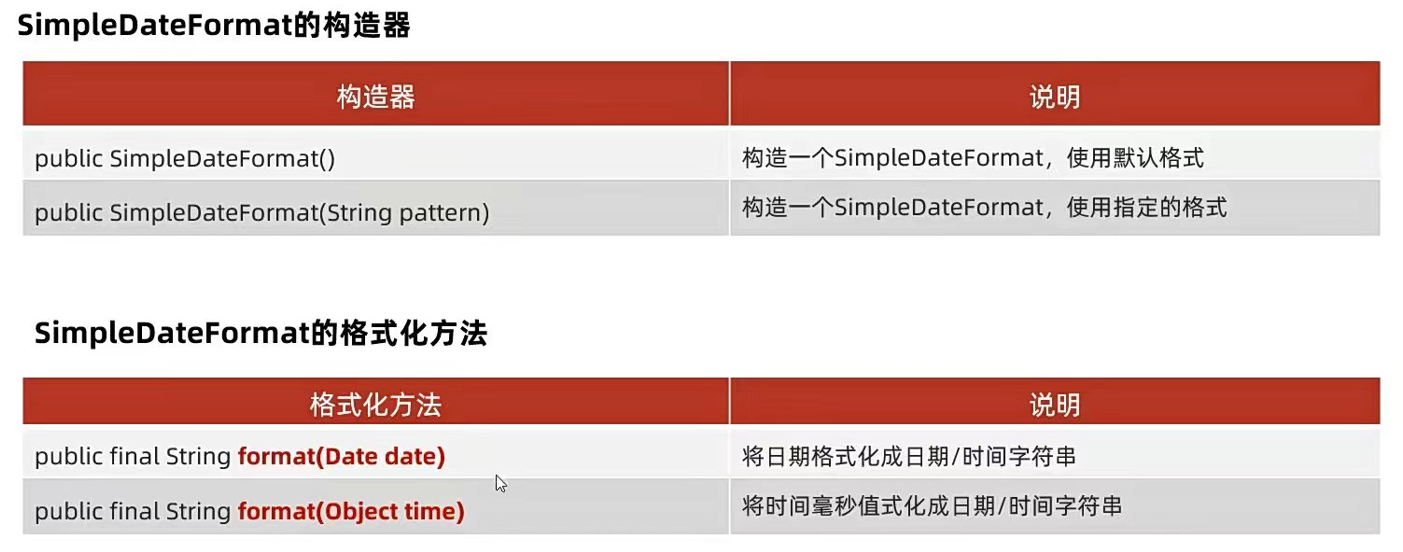 SimpleDateFormat的构造器
构造器 说明
public SimpleDateFormat() 构造一个SimpleDateFormat，使用默认格式
public SimpleDateFormat(String pattern) 构造一个SimpleDateFormat，使用指定的格式
SimpleDateFormat的格式化方法
格式化方法 说明
public final String format(Date date) 将日期格式化成日期/时间字符串
public final String format(Object time) 将时间毫秒值式化成日期/时间字符串